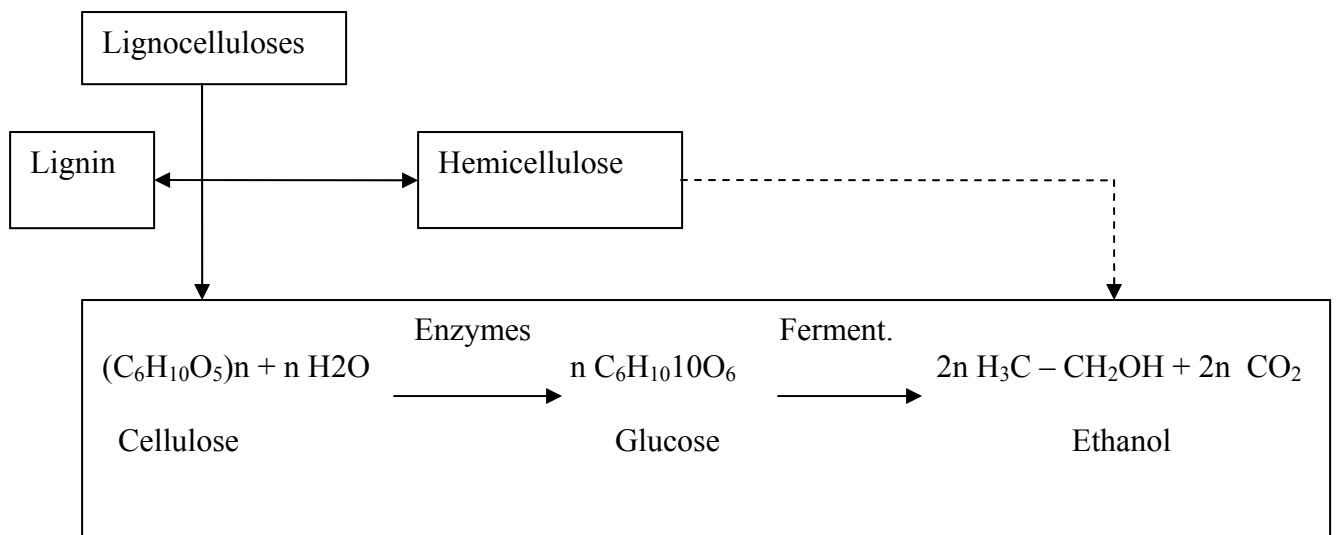 Lignocelluloses
Lignin
Hemicellulose
Enzymes
Ferment.
(C₆H₁₀O₅)n + n H2O
n C₆H₁₀10O₆
2n H₃C – CH₂OH + 2n CO₂
Cellulose
Glucose
Ethanol